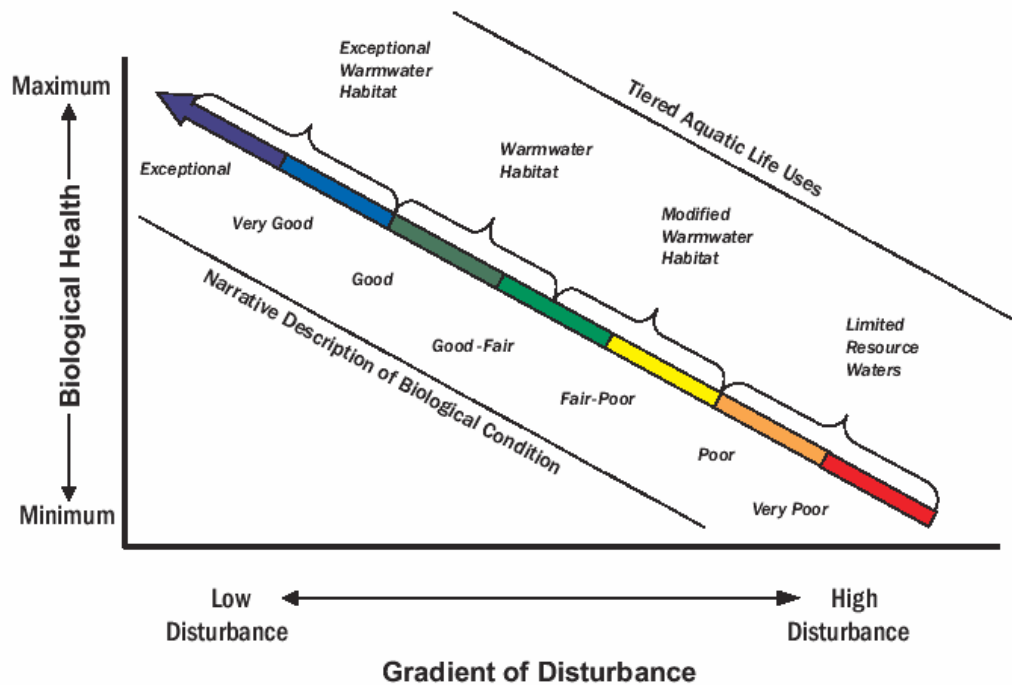 Exceptional
Warmwater
Habitat
Tiered Aquatic Life Uses
Maximum
Warmwater
Habitat
Exceptional
Modified
Warmwater
Habitat
Very Good
Biological Health
Good
Narrative Description of Biological Condition
Limited
Resource
Waters
Good -Fair
Fair-Poor
Poor
Very Poor
Minimum
Low
Disturbance
High
Disturbance
Gradient of Disturbance